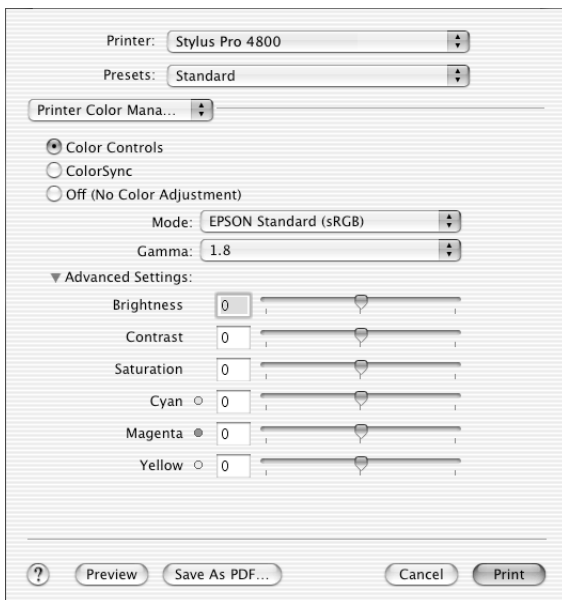 Printer: Stylus Pro 4800
Presets: Standard
Printer Color Mana...
Color Controls
ColorSync
Off (No Color Adjustment)
Mode: EPSON Standard (sRGB)
Gamma: 1.8
Advanced Settings:
Brightness 0
Contrast 0
Saturation 0
Cyan 0
Magenta 0
Yellow 0
? Preview Save As PDF... Cancel Print